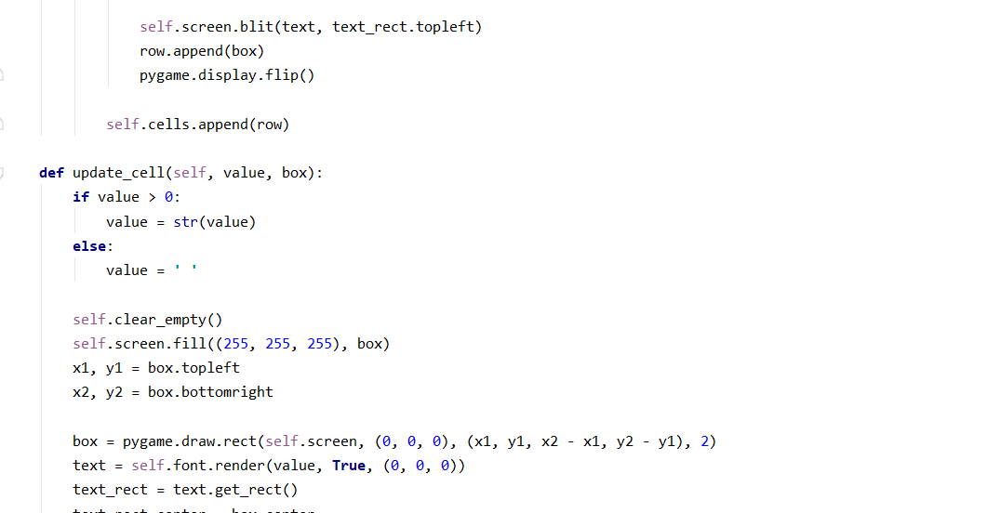 self.screen.blit(text, text_rect.topleft)
row.append(box)
pygame.display.flip()
self.cells.append(row)
def update_cell(self, value, box):
if value > 0:
value = str(value)
else:
value = ' '
self.clear_empty()
self.screen.fill((255, 255, 255), box)
x1, y1 = box.topleft
x2, y2 = box.bottomright
box = pygame.draw.rect(self.screen, (0, 0, 0), (x1, y1, x2 - x1, y2 - y1), 2)
text = self.font.render(value, True, (0, 0, 0))
text_rect = text.get_rect()